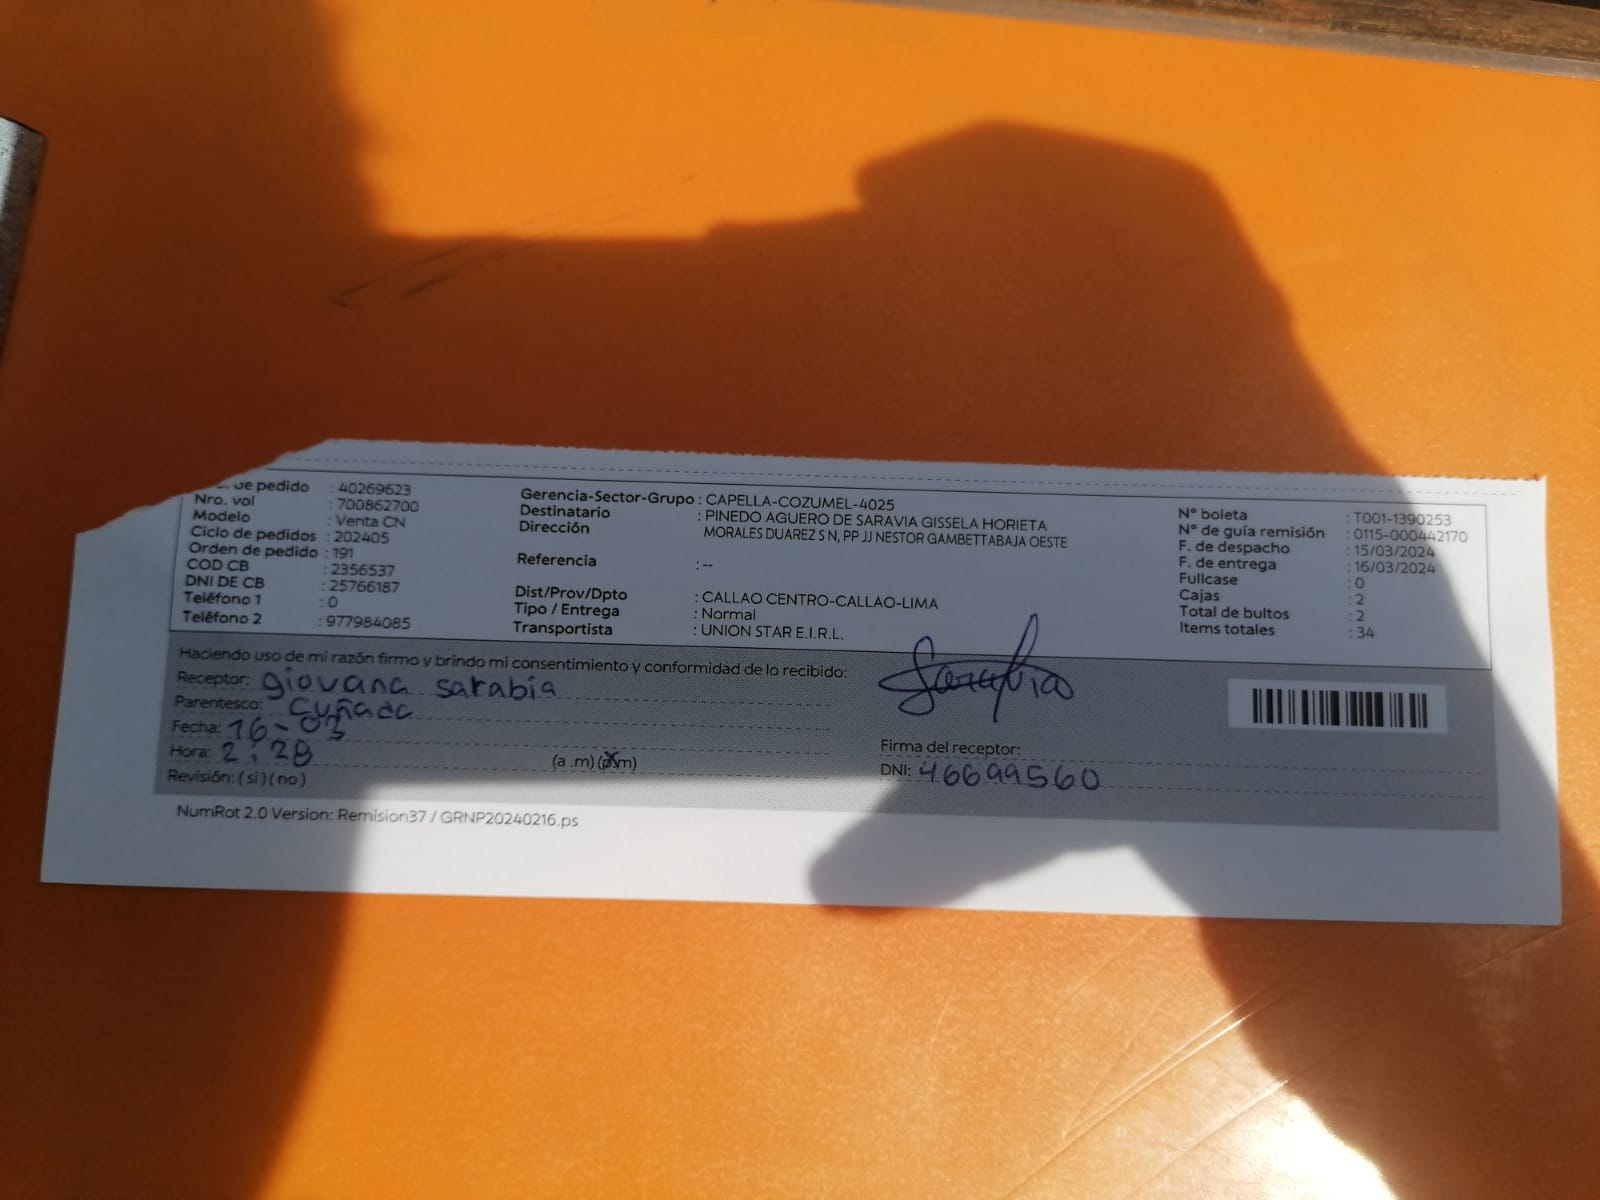 de pedido : 40269623
Nro. vol : 700862700
Modelo : Venta CN
Ciclo de pedidos : 202405
Orden de pedido : 191
COD CB : 2356537
DNI DE CB : 25766187
Teléfono 1 : 0
Teléfono 2 : 977984085
Gerencia-Sector-Grupo : CAPELLA-COZUMEL-4025
Destinatario : PINEDO AGUERO DE SARAVIA GISSELA HORIETA
Dirección MORALES DUAREZ S N, PP JJ NESTOR GAMBETTABAJA OESTE
Referencia : --
Dist/Prov/Dpto : CALLAO CENTRO-CALLAO-LIMA
Tipo / Entrega : Normal
Transportista : UNION STAR E.I.R.L.
N° boleta : T001-1390253
N° de guía remisión : 0115-000442170
F. de despacho : 15/03/2024
F. de entrega : 16/03/2024
Fullcase : 0
Cajas : 2
Total de bultos : 2
Items totales : 34
Haciendo uso de mi razón firmo y brindo mi consentimiento y conformidad de lo recibido:
Receptor: giovana sarabia
Parentesco: cuñada
Fecha: 16-03
Hora: 2:28 (a .m) (p.m)
Revisión: ( si ) ( no )
Sarabia
Firma del receptor:
DNI: 46699560
NumRot 2.0 Version: Remision37 / GRNP20240216.ps